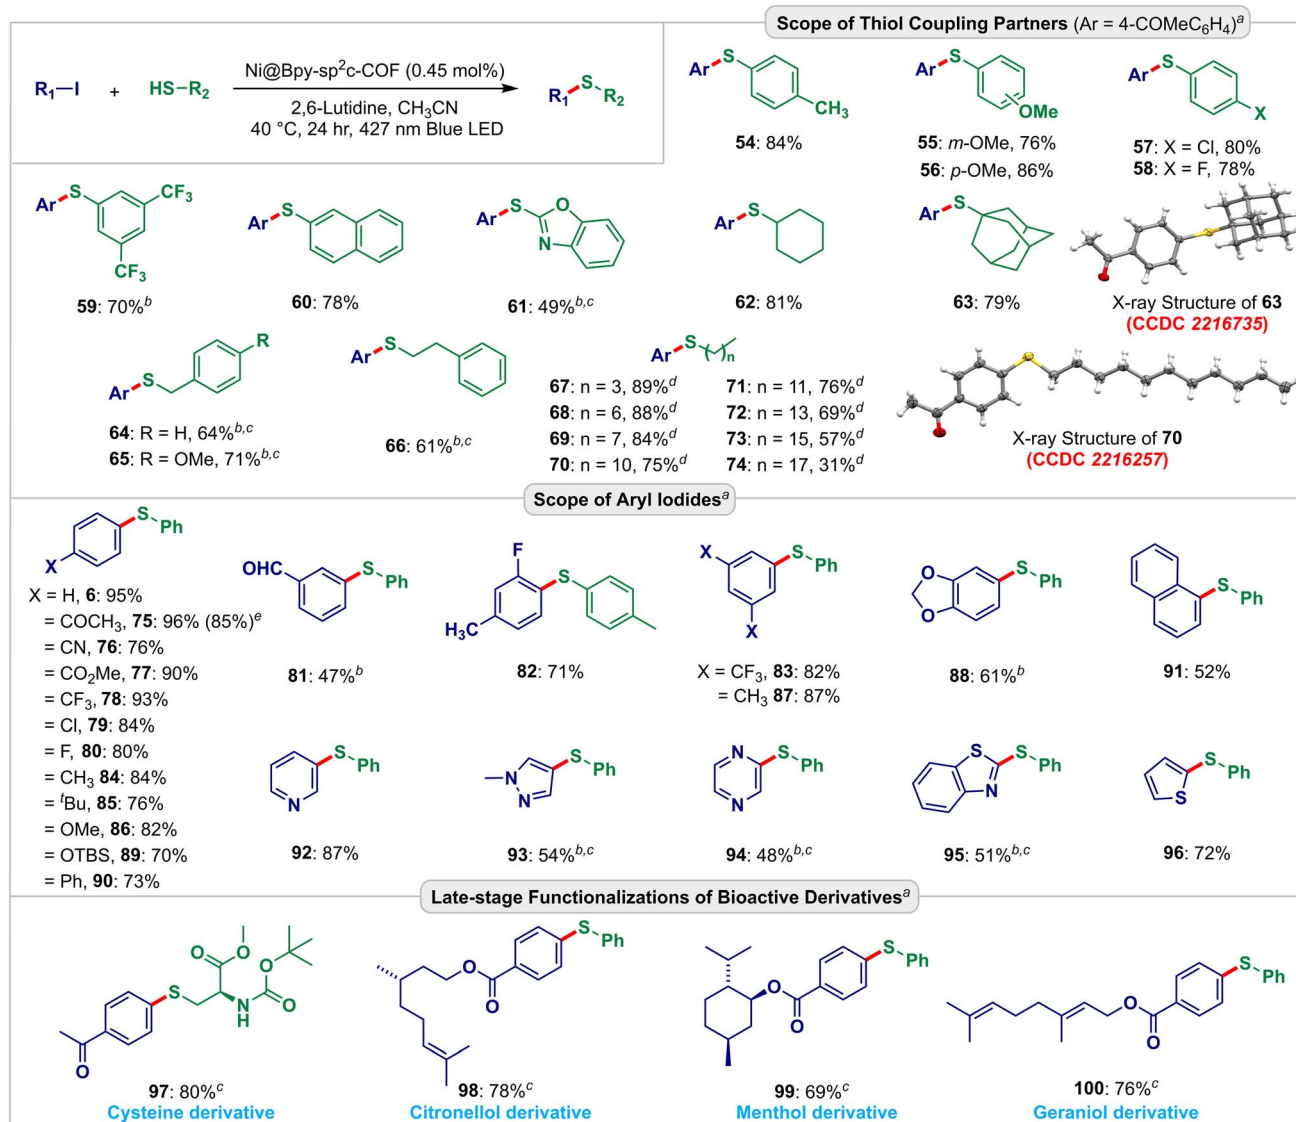 Scope of Thiol Coupling Partners (Ar = 4-COMeC6H4)a
R1–I + HS–R2
Ni@Bpy-sp2c-COF (0.45 mol%)
2,6-Lutidine, CH3CN
40 °C, 24 hr, 427 nm Blue LED
R1 S R2
Ar S CH3
54: 84%
Ar S OMe
55: m-OMe, 76%
56: p-OMe, 86%
Ar S X
57: X = Cl, 80%
58: X = F, 78%
Ar S CF3 CF3
59: 70%b
Ar S
60: 78%
Ar S O N
61: 49%b,c
Ar S
62: 81%
Ar S
63: 79%
X-ray Structure of 63
(CCDC 2216735)
Ar S R
64: R = H, 64%b,c
65: R = OMe, 71%b,c
Ar S
66: 61%b,c
Ar S ( )n
67: n = 3, 89%d
68: n = 6, 88%d
69: n = 7, 84%d
70: n = 10, 75%d
71: n = 11, 76%d
72: n = 13, 69%d
73: n = 15, 57%d
74: n = 17, 31%d
X-ray Structure of 70
(CCDC 2216257)
Scope of Aryl Iodidesa
X S Ph
X = H, 6: 95%
= COCH3, 75: 96% (85%)e
= CN, 76: 76%
= CO2Me, 77: 90%
= CF3, 78: 93%
= Cl, 79: 84%
= F, 80: 80%
= CH3 84: 84%
= tBu, 85: 76%
= OMe, 86: 82%
= OTBS, 89: 70%
= Ph, 90: 73%
OHC S Ph
81: 47%b
F S H3C
82: 71%
X S Ph X
X = CF3, 83: 82%
= CH3 87: 87%
O O S Ph
88: 61%b
S Ph
91: 52%
N S Ph
92: 87%
N N S Ph
93: 54%b,c
N N S Ph
94: 48%b,c
S N S Ph
95: 51%b,c
S S Ph
96: 72%
Late-stage Functionalizations of Bioactive Derivativesa
O O O S N H O O
97: 80%c
Cysteine derivative
O O S Ph
98: 78%c
Citronellol derivative
O O S Ph
99: 69%c
Menthol derivative
O O S Ph
100: 76%c
Geraniol derivative